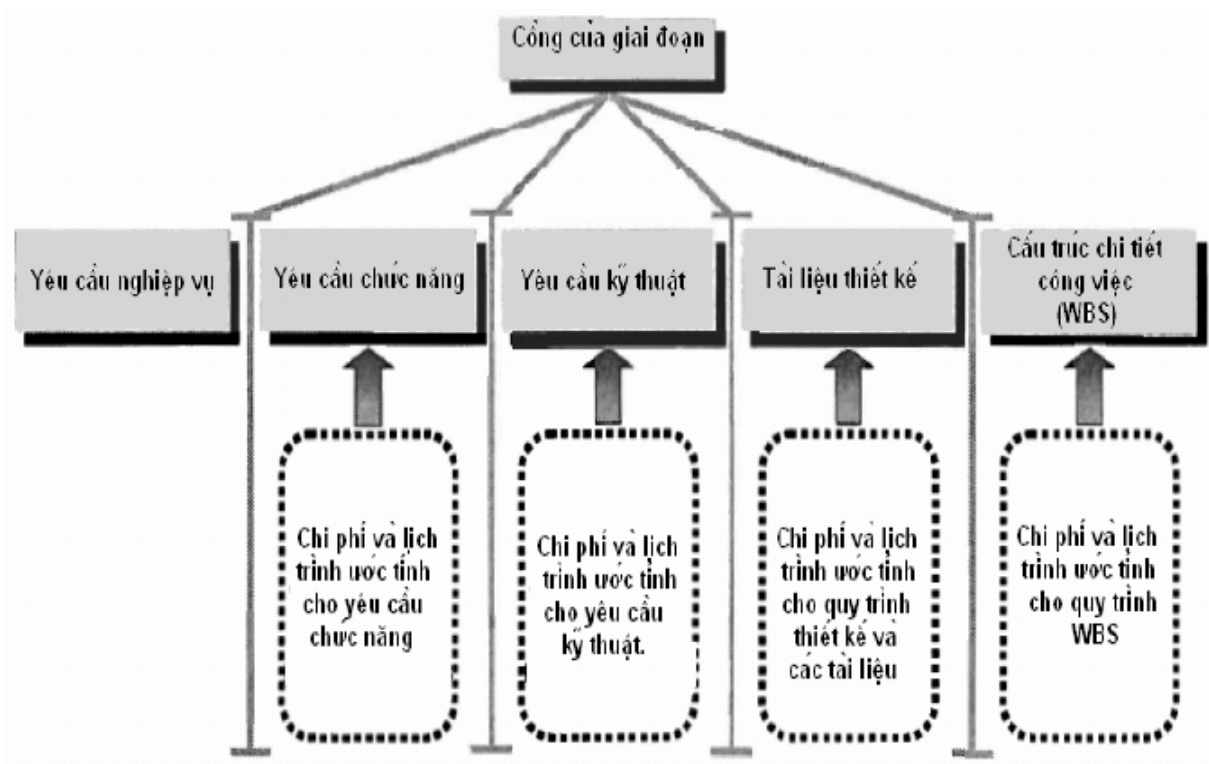 Cổng của giai đoạn
Yêu cầu nghiệp vụ
Yêu cầu chức năng
Yêu cầu kỹ thuật
Tài liệu thiết kế
Cấu trúc chi tiết
công việc
(WBS)
Chi phí và lịch
trình ước tính
cho yêu cầu
chức năng
Chi phí và lịch
trình ước tính
cho yêu cầu
kỹ thuật.
Chi phí và lịch
trình ước tính
cho quy trình
thiết kế và
các tài liệu
Chi phí và lịch
trình ước tính
cho quy trình
WBS